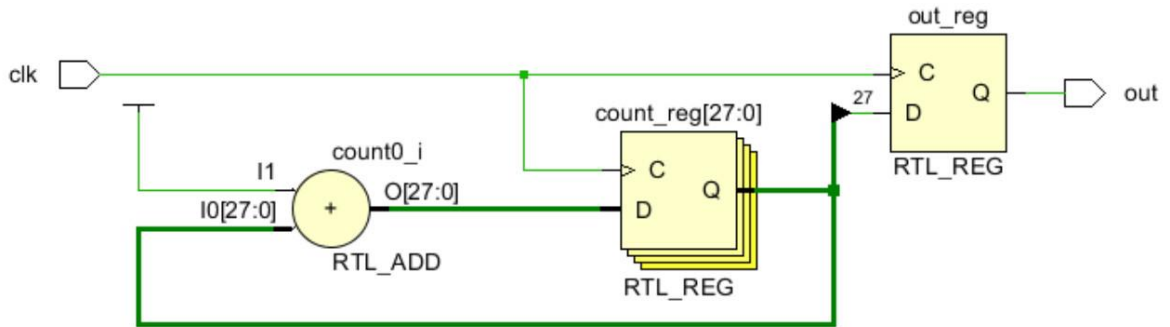 out_reg
clk
C
Q
out
27
D
count_reg[27:0]
RTL_REG
count0_i
I1
C
+
O[27:0]
Q
I0[27:0]
D
RTL_ADD
RTL_REG